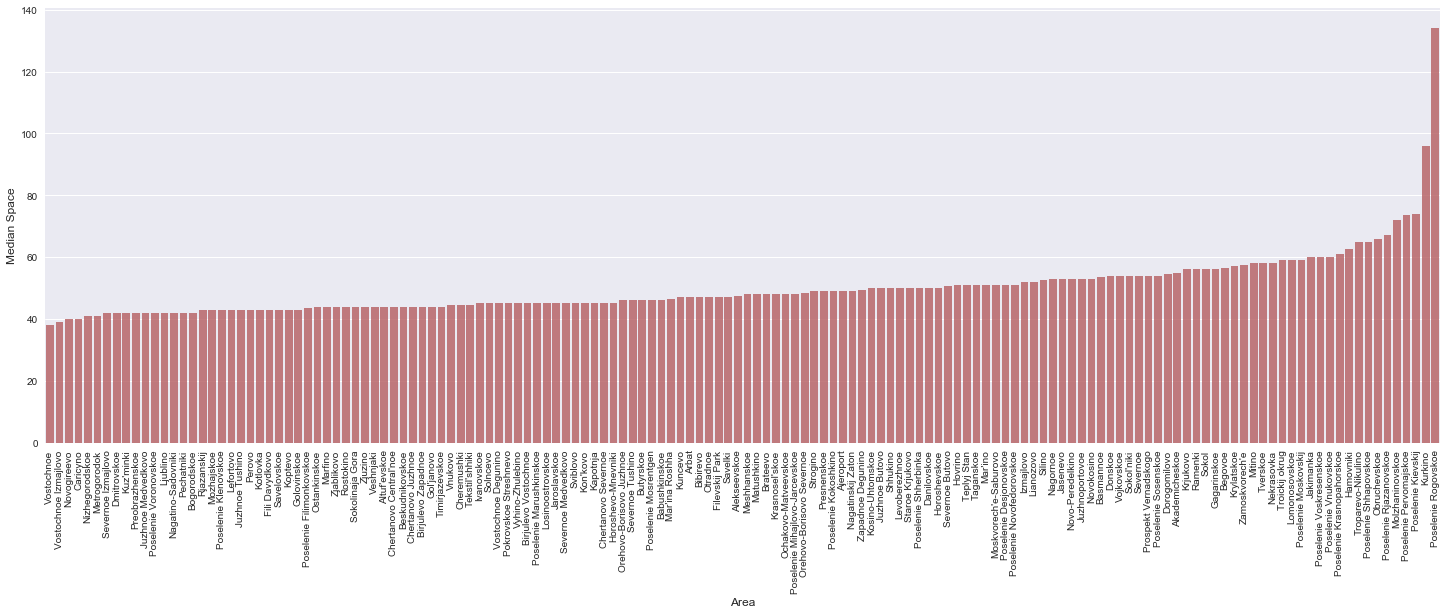 140
120
100
80
60
40
20
0
Median Space
Vostochnoe
Vostochnoe Izmajlovo
Novogireevo
Caricyno
Nizhegorodskoe
Metrogorodok
Severnoe Izmajlovo
Dmitrovskoe
Kuz'minki
Preobrazhenskoe
Juzhnoe Medvedkovo
Poselenie Voronovskoe
Ljublino
Nagatino-Sadovniki
Pechatniki
Bogorodskoe
Rjazanskij
Mozhajskoe
Poselenie Klenovskoe
Lefortovo
Juzhnoe Tushino
Perovo
Kotlovka
Fili Davydkovo
Savelovskoe
Koptevo
Golovinskoe
Poselenie Filimonkovskoe
Ostankinskoe
Marfino
Zjablikovo
Rostokino
Sokolinaja Gora
Zjuzino
Veshnjaki
Altuf'evskoe
Chertanovo Central'noe
Hamovniki
Beskudnikovskoe
Chertanovo Juzhnoe
Birjulevo Zapadnoe
Gol'janovo
Timirjazevskoe
Vnukovo
Cheremushki
Tekstil'shhiki
Ivanovskoe
Solncevo
Vostochnoe Degunino
Pokrovskoe Streshnevo
Vyhino-Zhulebino
Birjulevo Vostochnoe
Poselenie Marushkinskoe
Losinoostrovskoe
Jaroslavskoe
Severnoe Medvedkovo
Sviblovo
Kon'kovo
Kapotnja
Chertanovo Severnoe
Horoshevo-Mnevniki
Orehovo-Borisovo Juzhnoe
Severnoe Tushino
Butyrskoe
Poselenie Mosrentgen
Babushkinskoe
Mar'ina Roshha
Kuncevo
Arbat
Bibirevo
Otradnoe
Filevskij Park
Savelki
Alekseevskoe
Meshhanskoe
Matushkino
Brateevo
Krasnosel'skoe
Ochakovo-Matveevskoe
Poselenie Mihajlovo-Jarcevskoe
Orehovo-Borisovo Severnoe
Strogino
Presnenskoe
Poselenie Kokoshkino
Ajeroport
Nagatinskij Zaton
Zapadnoe Degunino
Kosino-Uhtomskoe
Juzhnoe Butovo
Shhukino
Levoberezhnoe
Staroe Krjukovo
Poselenie Shherbinka
Danilovskoe
Horoshevskoe
Severnoe Butovo
Hovrino
Teplyj Stan
Taganskoe
Mar'ino
Moskvorech'e-Saburovo
Poselenie Desjonovskoe
Poselenie Novofedorovskoe
Izmajlovo
Lianozovo
Silino
Nagornoe
Jasenevo
Novo-Peredelkino
Juzhnoportovoe
Novokosino
Basmannoe
Donskoe
Vojkovskoe
Sokol'niki
Severnoe
Prospekt Vernadskogo
Poselenie Sosenskoe
Dorogomilovo
Akademicheskoe
Krjukovo
Ramenki
Sokol
Gagarinskoe
Begovoe
Krylatskoe
Zamoskvorech'e
Mitino
Tverskoe
Nekrasovka
Troickij okrug
Lomonosovskoe
Poselenie Moskovskij
Jakimanka
Poselenie Voskresenskoe
Poselenie Vnukovskoe
Poselenie Krasnopahorskoe
Hamovniki
Troparevo-Nikulino
Poselenie Shhapovskoe
Obruchevskoe
Poselenie Rjazanovskoe
Molzhaninovskoe
Poselenie Pervomajskoe
Poselenie Kievskij
Kurkino
Poselenie Rogovskoe
Area